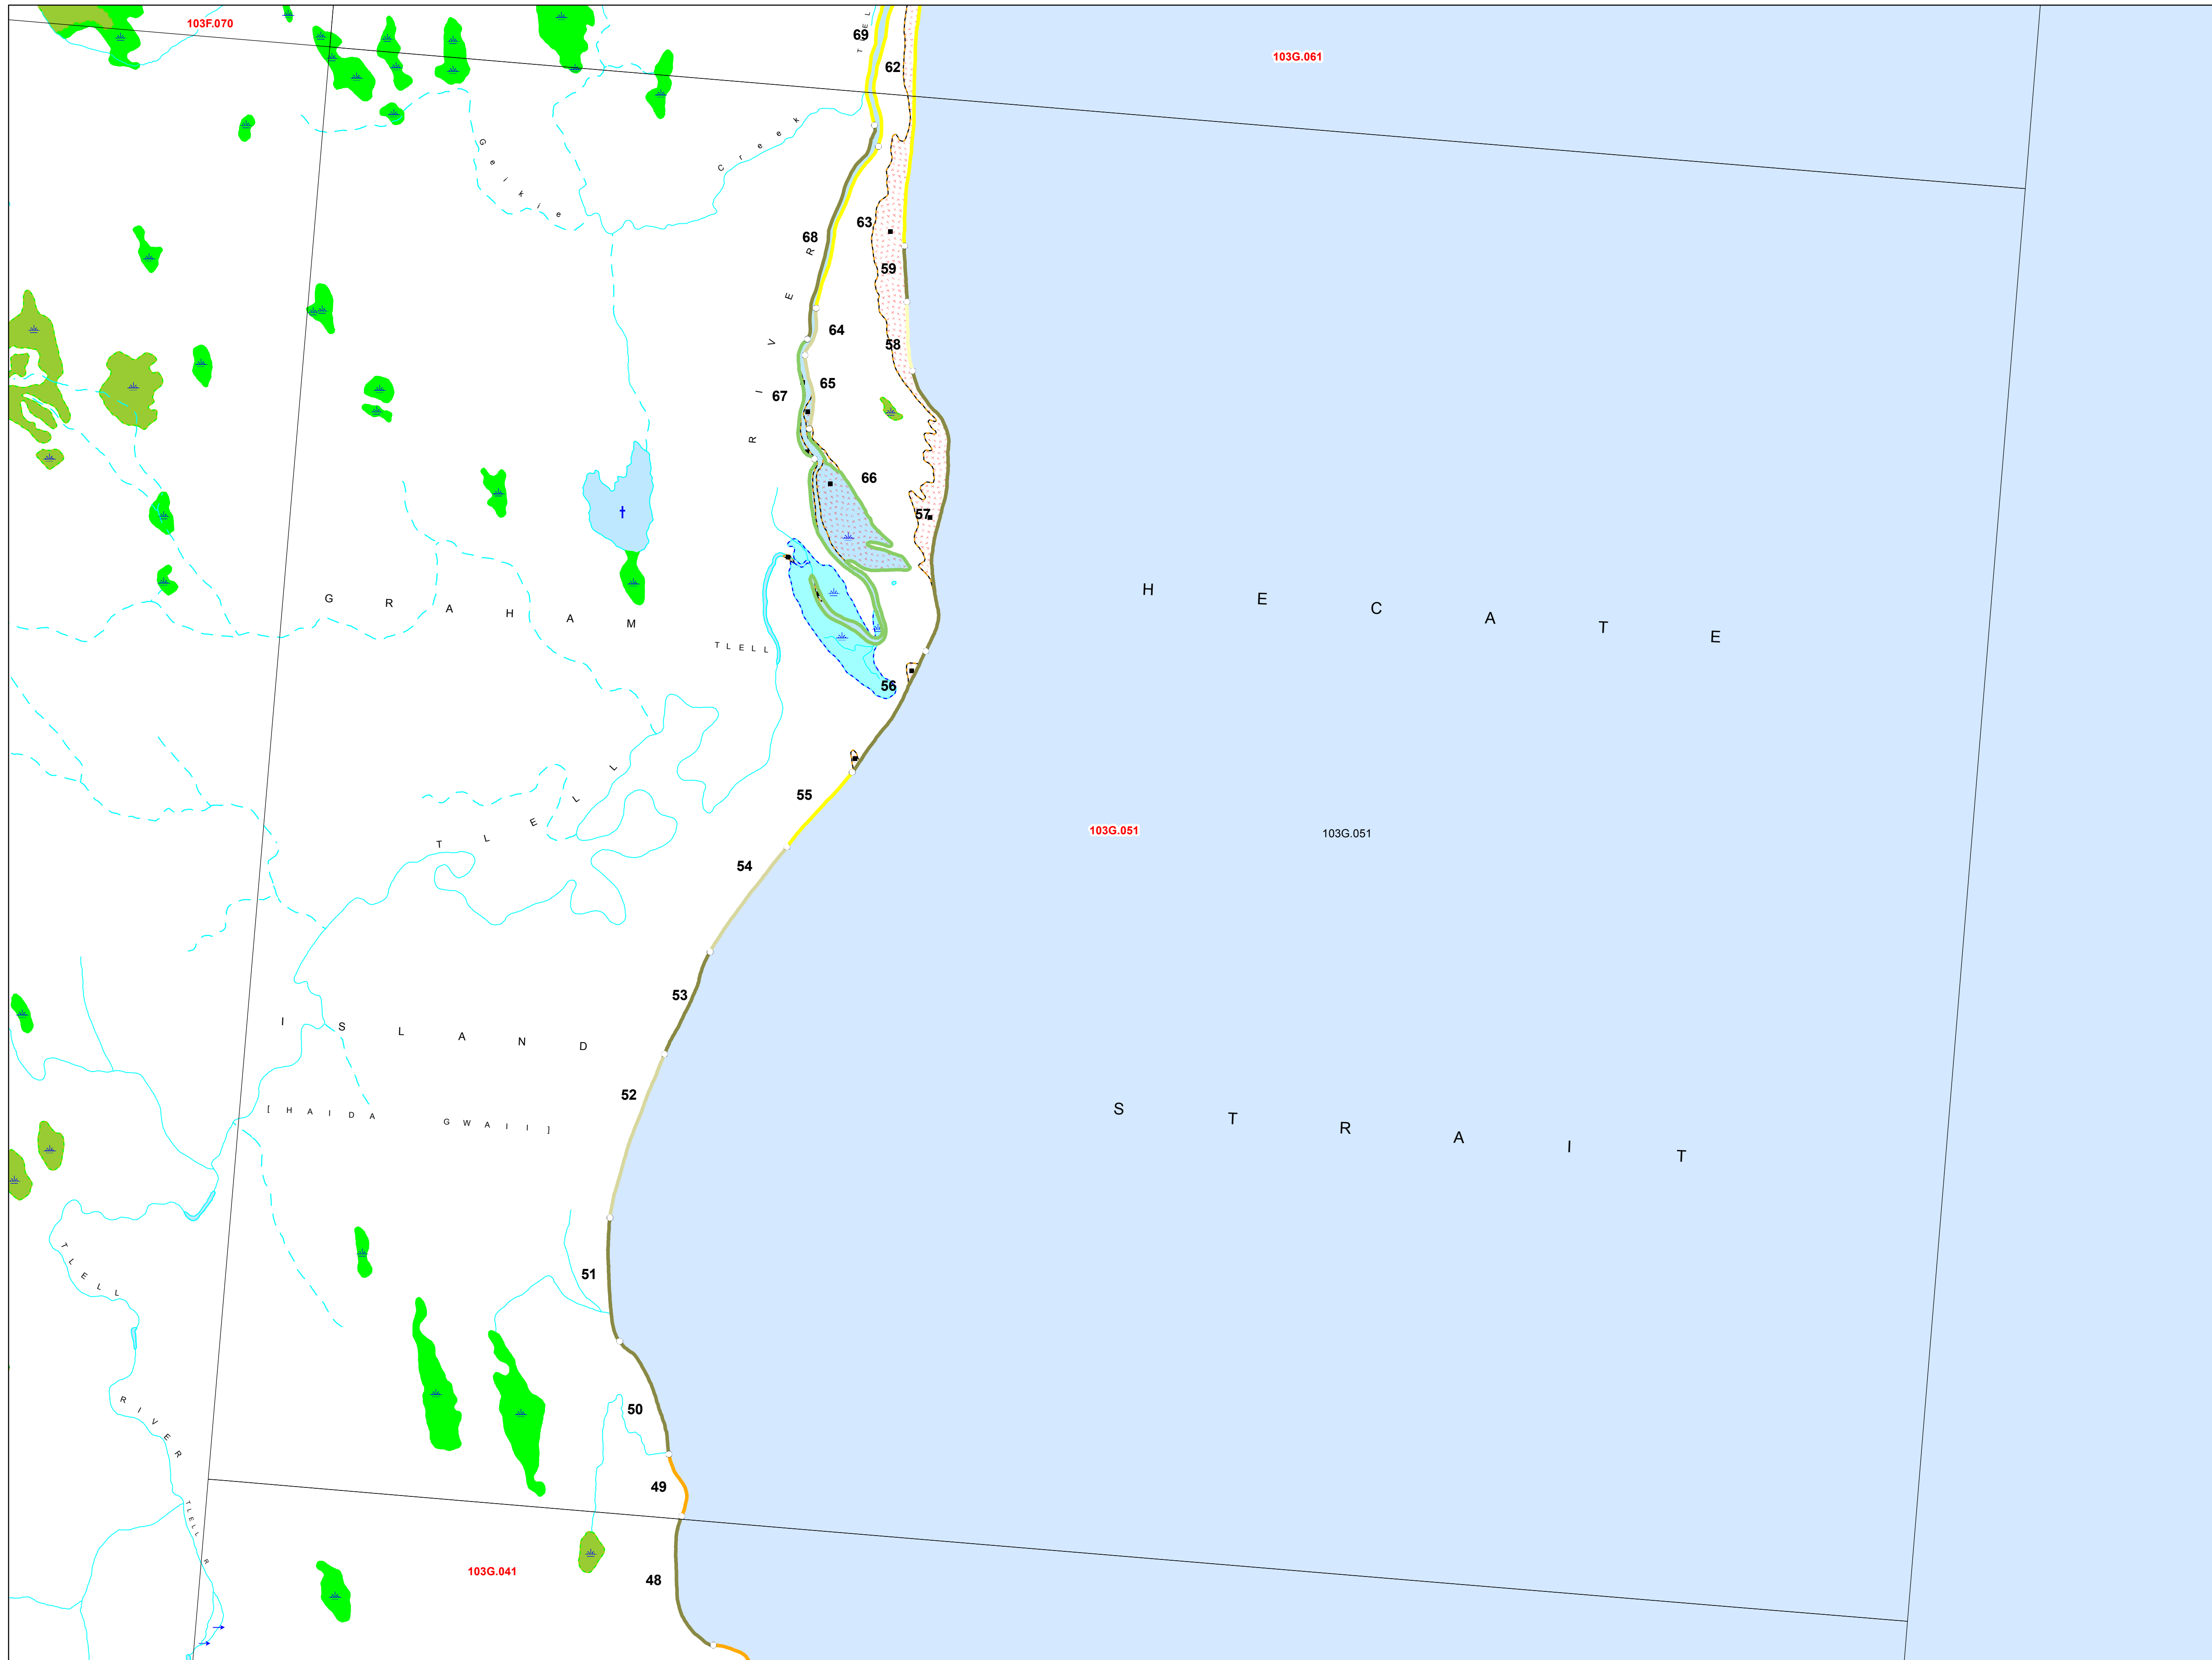 103F.070
69
T L E L
62
103G.061
Geikie
Creek
68
63
59
64
58
65
67
RIVER
66
57
HECATE
GRAHAM
TLELL
56
55
103G.051
103G.051
TLELL
54
53
ISLAND
52
[HAIDA GWAII]
STRAIT
51
TLELL
50
RIVER
49
TLELL R
103G.041
48